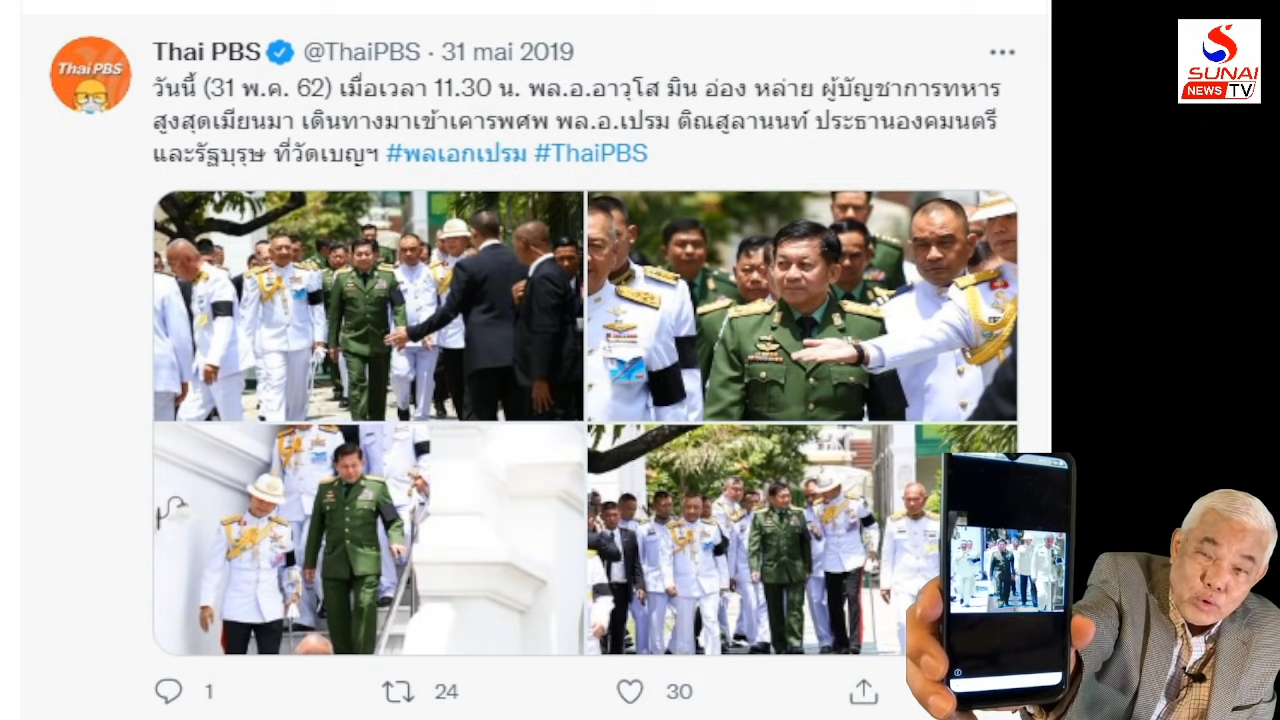 Thai PBS @ThaiPBS · 31 mai 2019
วันนี้ (31 พ.ค. 62) เมื่อเวลา 11.30 น. พล.อ.อาวุโส มิน อ่อง หล่าย ผู้บัญชาการทหาร
สูงสุดเมียนมา เดินทางมาเข้าเคารพศพ พล.อ.เปรม ติณสูลานนท์ ประธานองคมนตรี
และรัฐบุรุษ ที่วัดเบญฯ #พลเอกเปรม #ThaiPBS
Thai PBS
1 24 30
SUNAI
NEWS TV